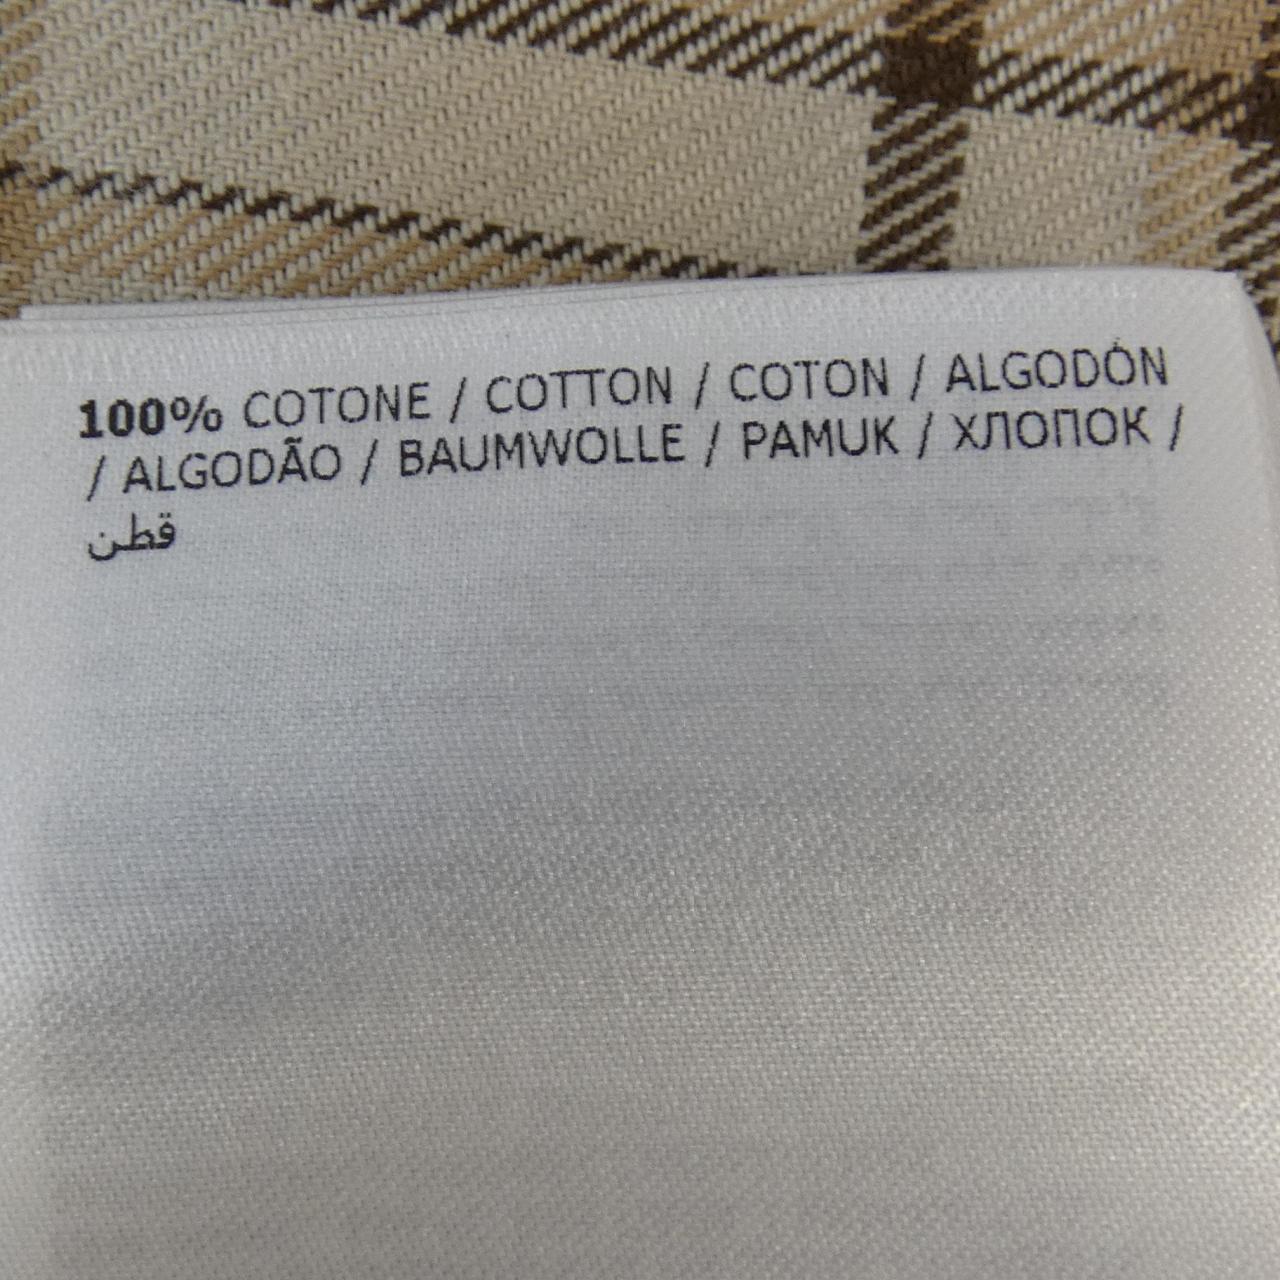 100% COTONE / COTTON / COTON / ALGODÓN
/ ALGODÃO / BAUMWOLLE / PAMUK / ХЛОПОК /
قطن